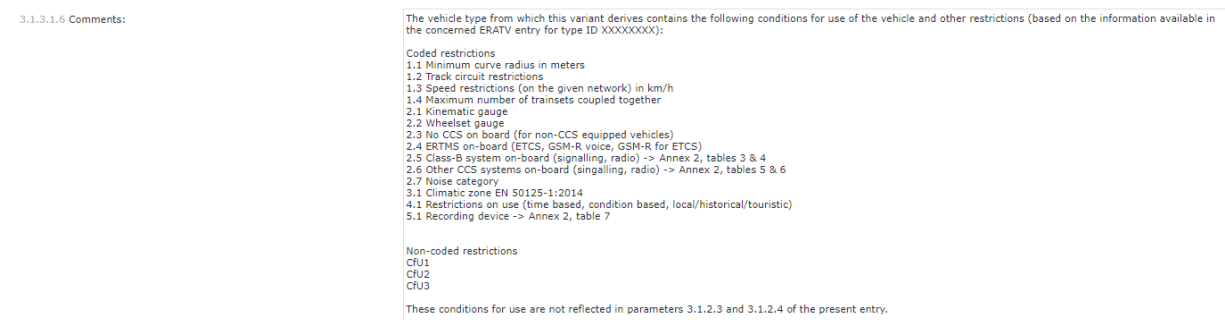 3.1.3.1.6 Comments:
The vehicle type from which this variant derives contains the following conditions for use of the vehicle and other restrictions (based on the information available in
the concerned ERATV entry for type ID XXXXXXXX):
Coded restrictions
1.1 Minimum curve radius in meters
1.2 Track circuit restrictions
1.3 Speed restrictions (on the given network) in km/h
1.4 Maximum number of trainsets coupled together
2.1 Kinematic gauge
2.2 Wheelset gauge
2.3 No CCS on board (for non-CCS equipped vehicles)
2.4 ERTMS on-board (ETCS, GSM-R voice, GSM-R for ETCS)
2.5 Class-B system on-board (signalling, radio) -> Annex 2, tables 3 & 4
2.6 Other CCS systems on-board (singalling, radio) -> Annex 2, tables 5 & 6
2.7 Noise category
3.1 Climatic zone EN 50125-1:2014
4.1 Restrictions on use (time based, condition based, local/historical/touristic)
5.1 Recording device -> Annex 2, table 7
Non-coded restrictions
CfU1
CfU2
CfU3
These conditions for use are not reflected in parameters 3.1.2.3 and 3.1.2.4 of the present entry.